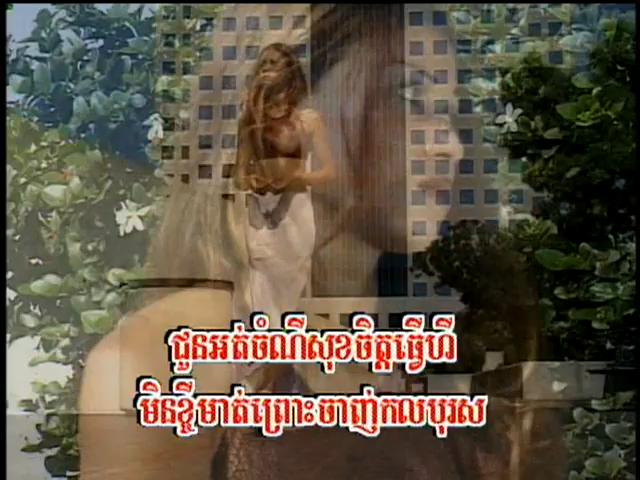 ជូនអត់ចំណីសុខចិត្តធ្វើហី
មិនខ្ចីមាត់ព្រោះចាញ់កលបុរស